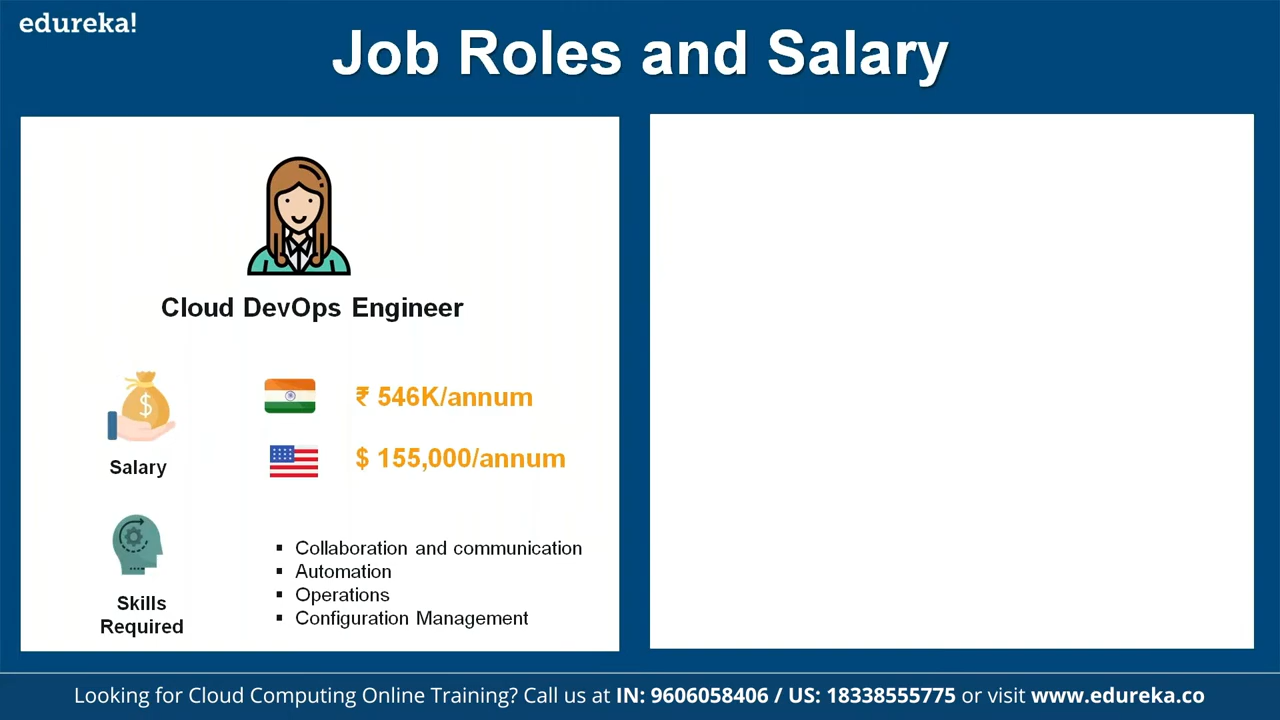 edureka!
Job Roles and Salary
Cloud DevOps Engineer
Salary
₹ 546K/annum
$ 155,000/annum
Skills
Required
▪ Collaboration and communication
▪ Automation
▪ Operations
▪ Configuration Management
Looking for Cloud Computing Online Training? Call us at IN: 9606058406 / US: 18338555775 or visit www.edureka.co